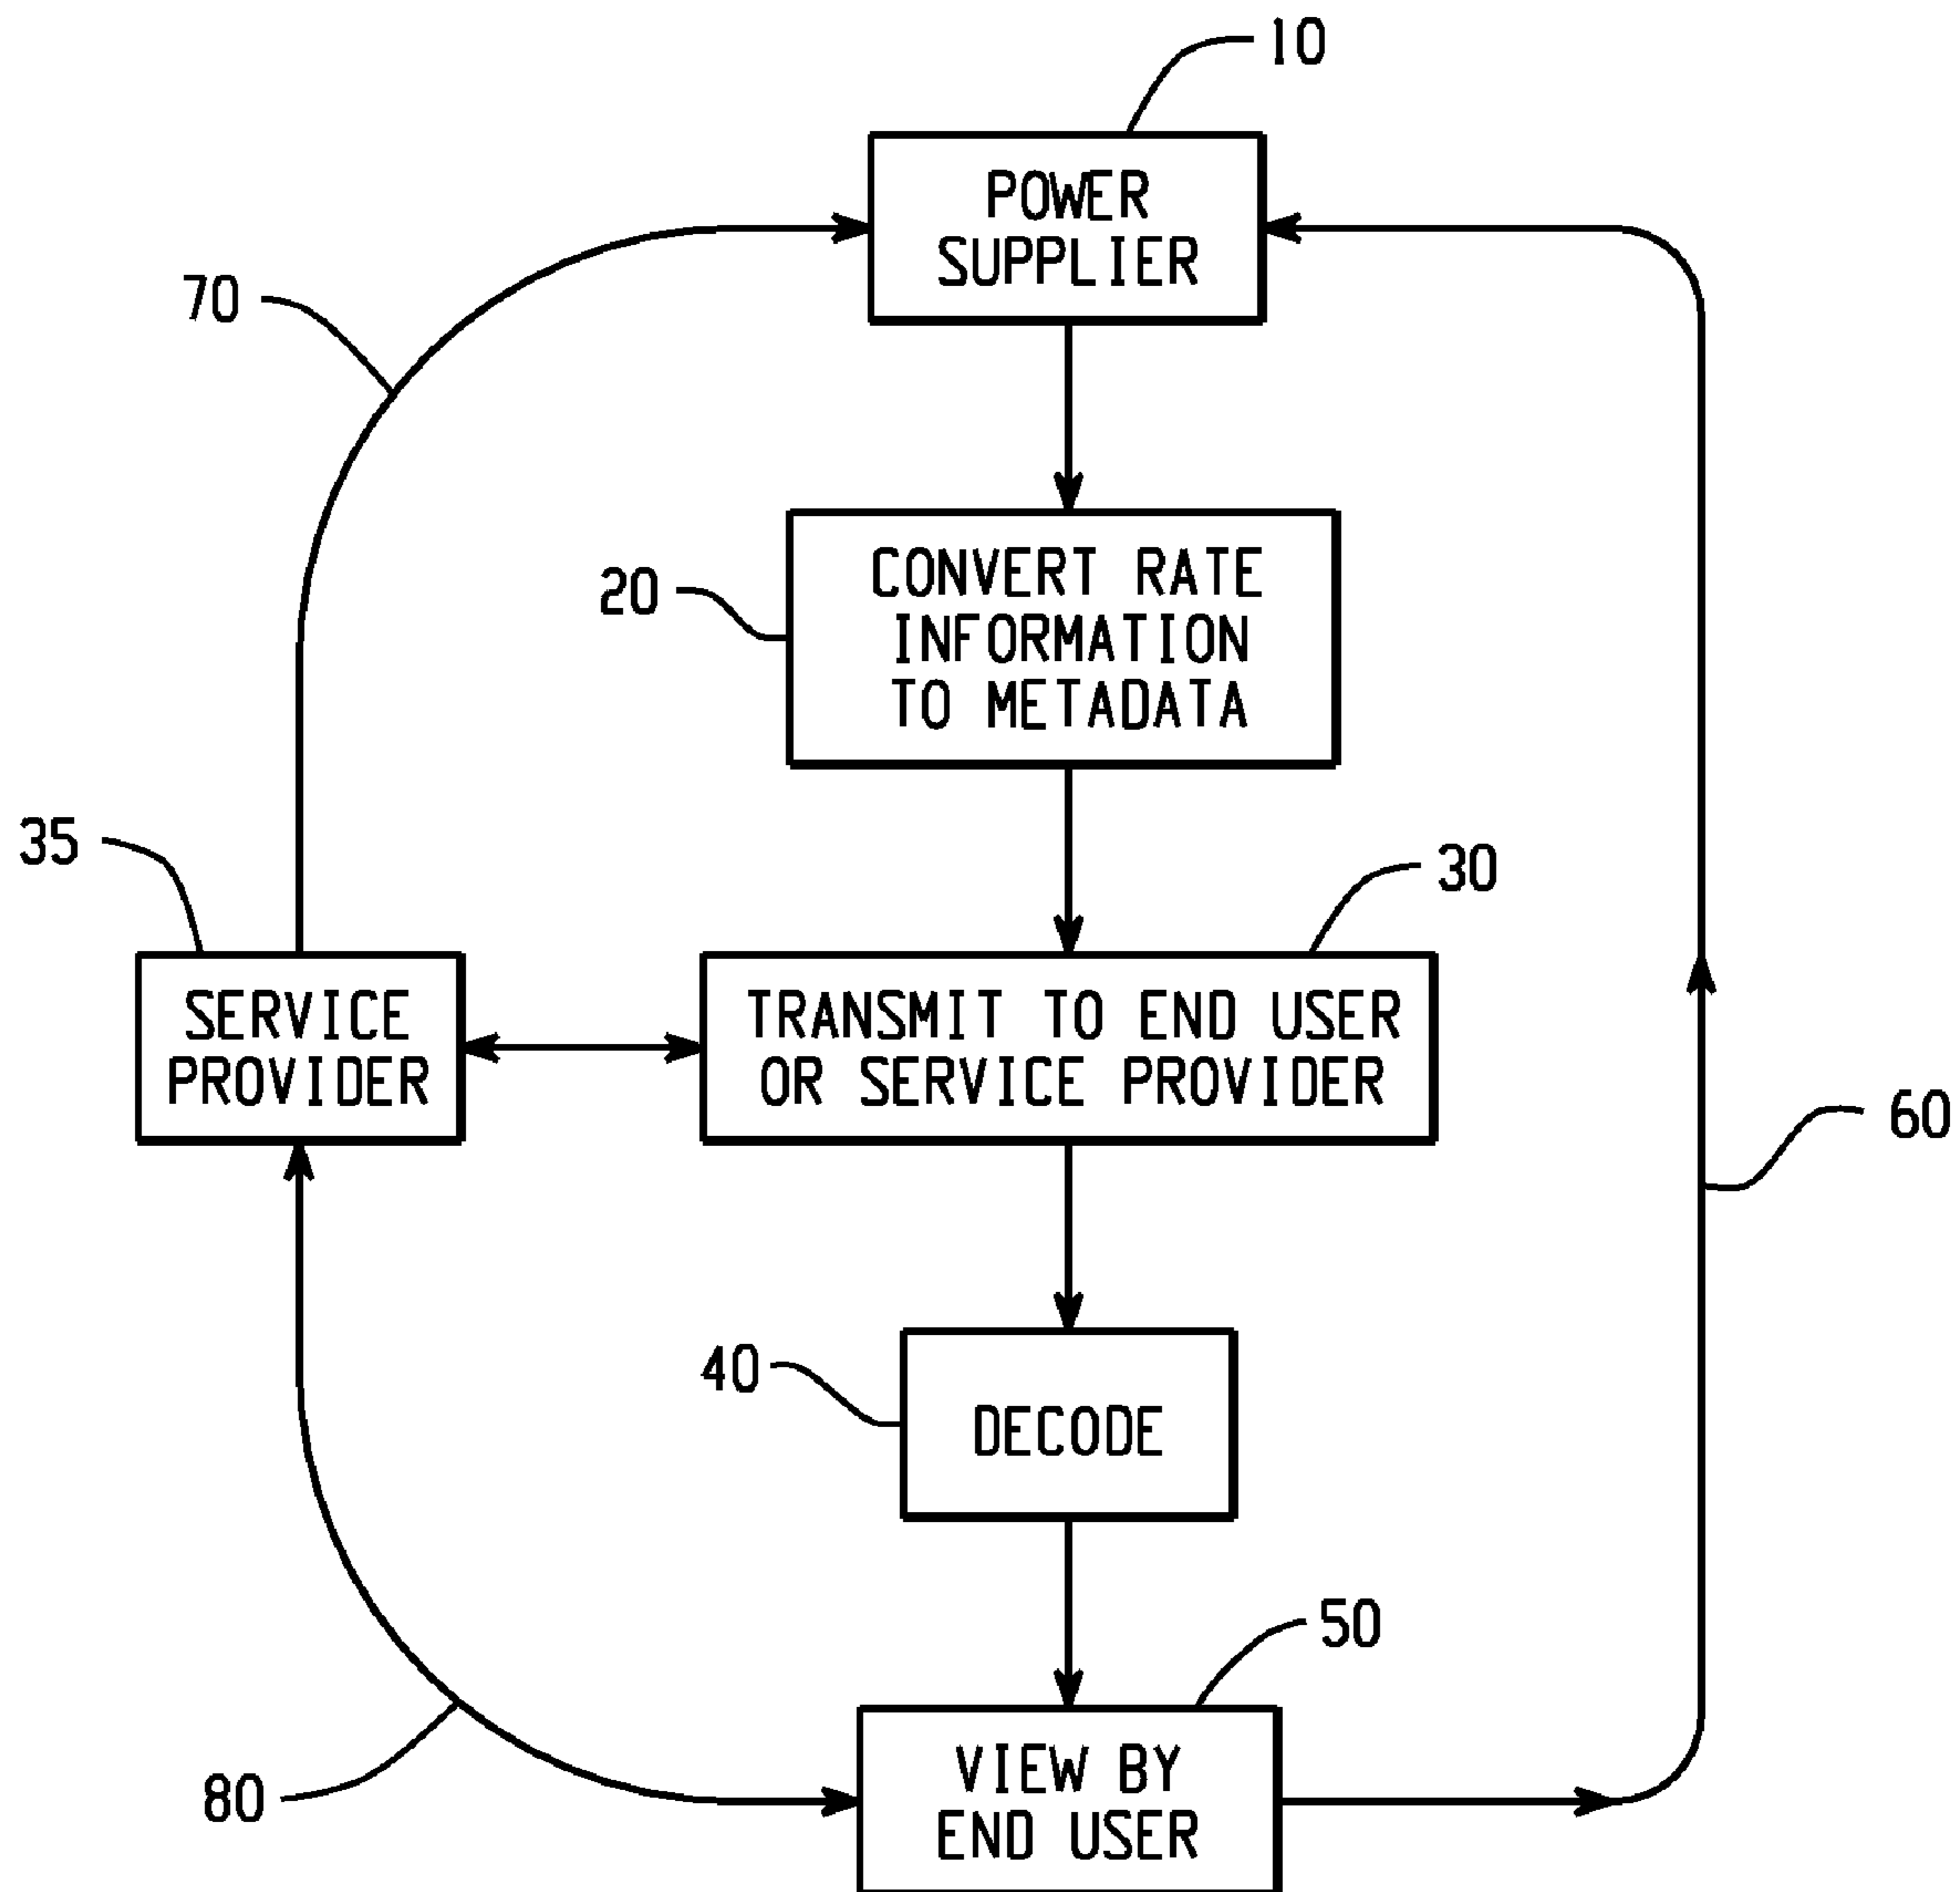 10
POWER
SUPPLIER
70
CONVERT RATE
INFORMATION
TO METADATA
20
35
30
SERVICE
PROVIDER
TRANSMIT TO END USER
OR SERVICE PROVIDER
60
40
DECODE
50
VIEW BY
END USER
80